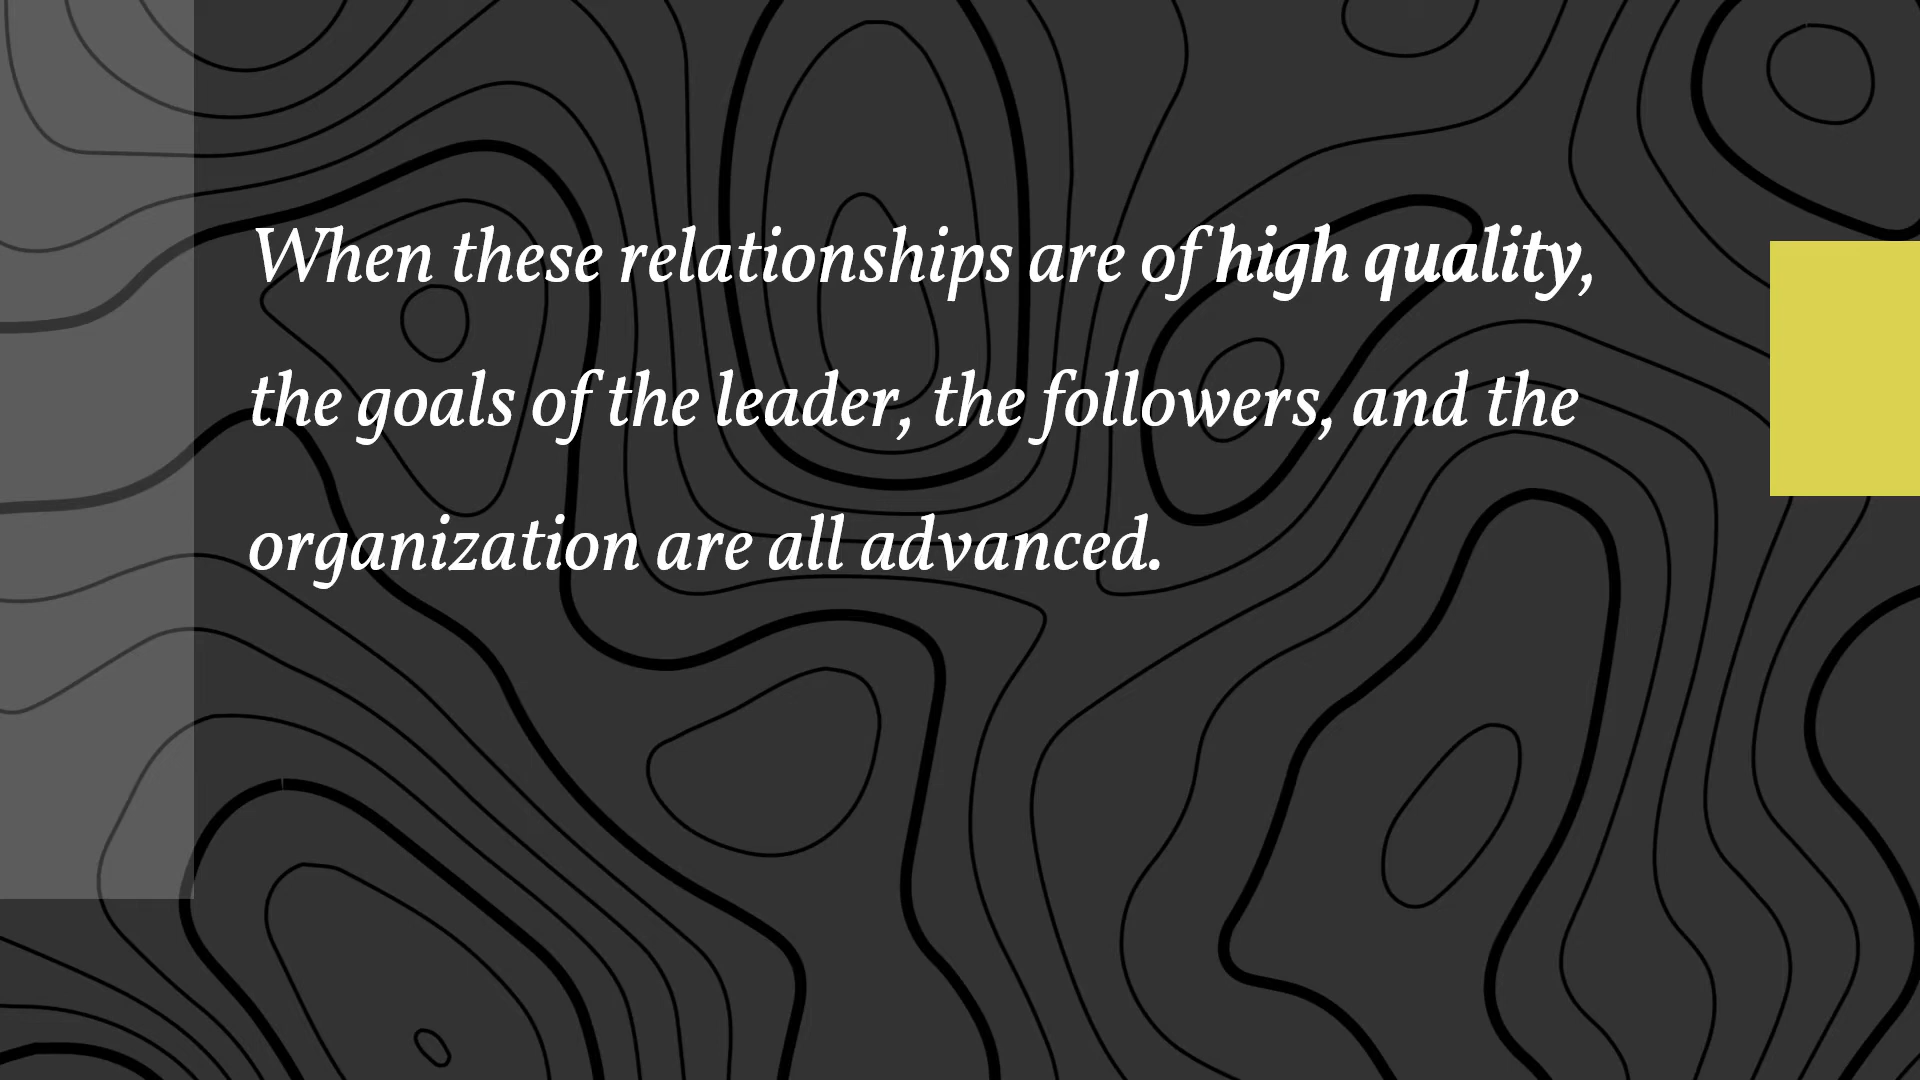 When these relationships are of high quality,
the goals of the leader, the followers, and the
organization are all advanced.